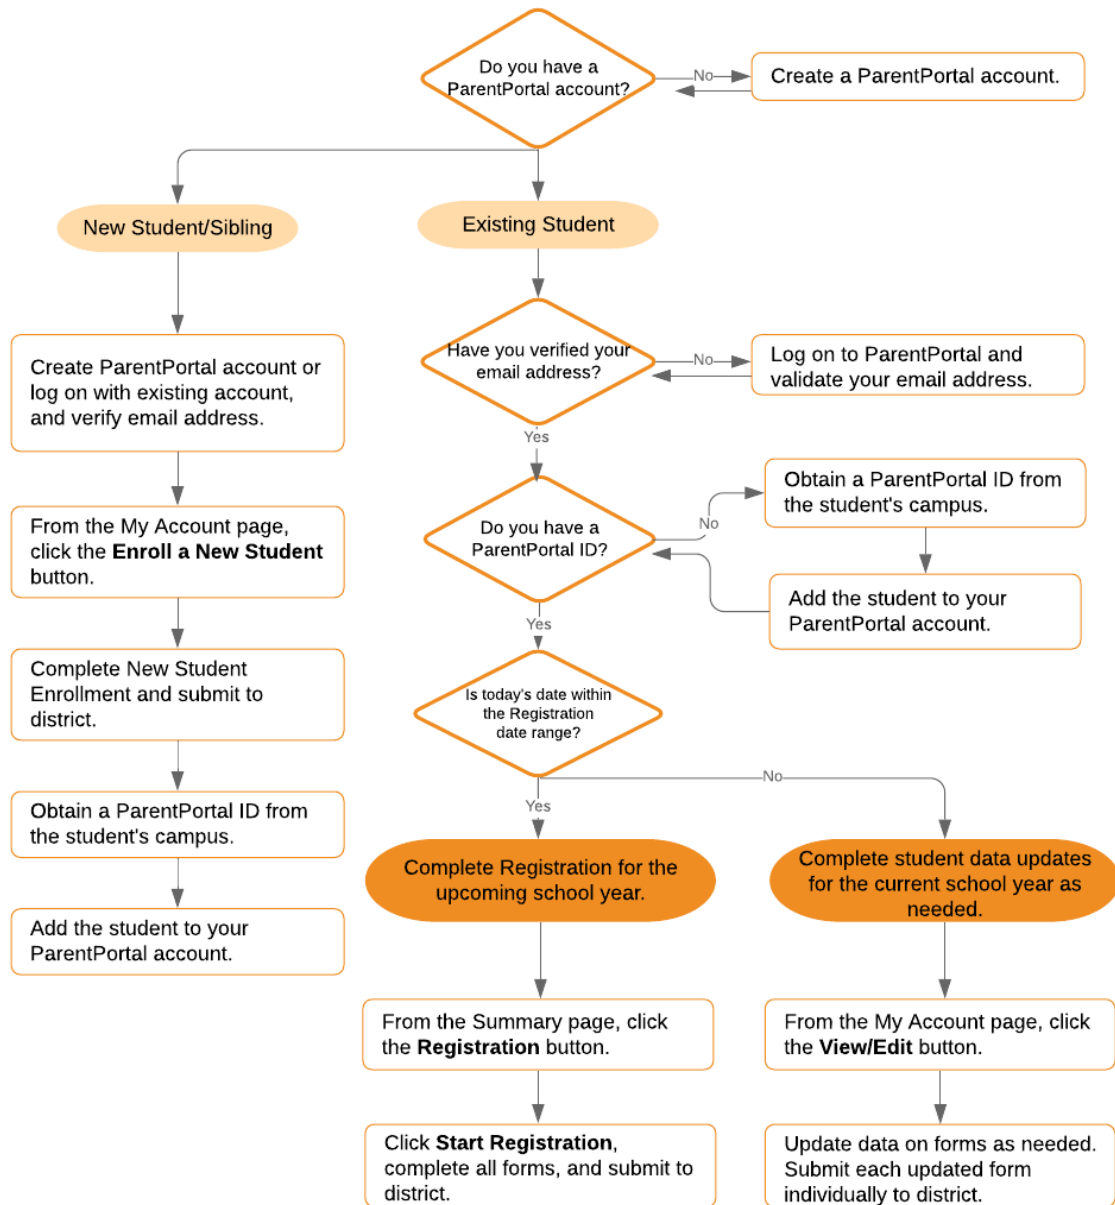 Do you have a
ParentPortal account?
No
Create a ParentPortal account.
New Student/Sibling
Existing Student
Create ParentPortal account or
log on with existing account,
and verify email address.
Have you verified your
email address?
No
Log on to ParentPortal and
validate your email address.
Yes
From the My Account page,
click the Enroll a New Student
button.
Do you have a
ParentPortal ID?
No
Obtain a ParentPortal ID from
the student's campus.
Add the student to your
ParentPortal account.
Yes
Complete New Student
Enrollment and submit to
district.
Is today's date within
the Registration
date range?
No
Yes
Obtain a ParentPortal ID from
the student's campus.
Add the student to your
ParentPortal account.
Complete Registration for the
upcoming school year.
Complete student data updates
for the current school year as
needed.
From the Summary page, click
the Registration button.
From the My Account page, click
the View/Edit button.
Click Start Registration,
complete all forms, and submit to
district.
Update data on forms as needed.
Submit each updated form
individually to district.